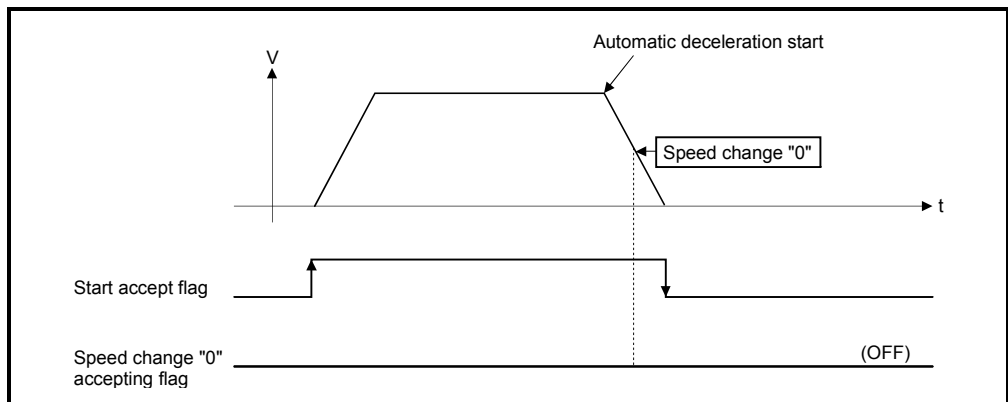 Automatic deceleration start
V
Speed change "0"
t
Start accept flag
Speed change "0"
accepting flag
(OFF)